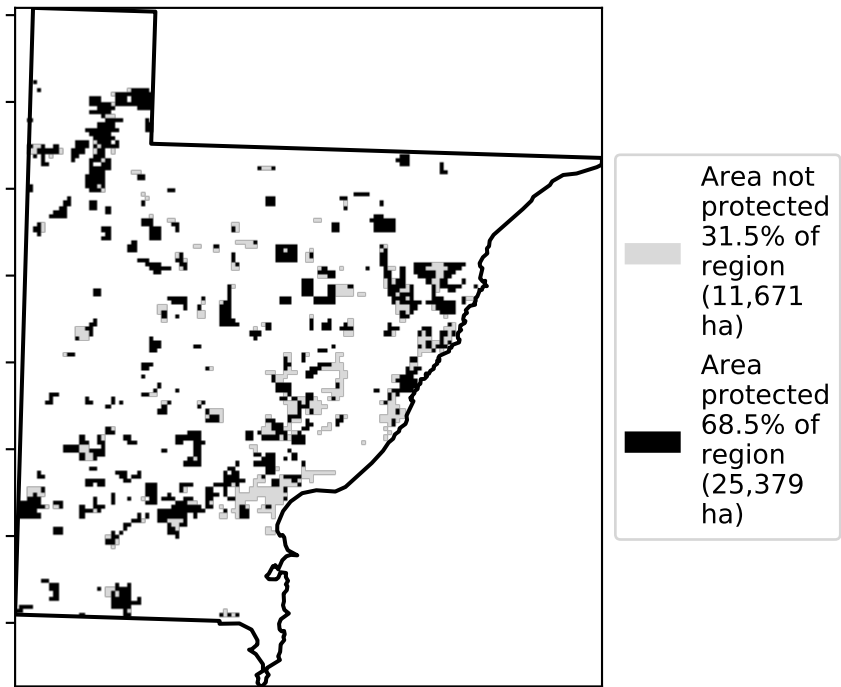 Area not
protected
31.5% of
region
(11,671
ha)
Area
protected
68.5% of
region
(25,379
ha)